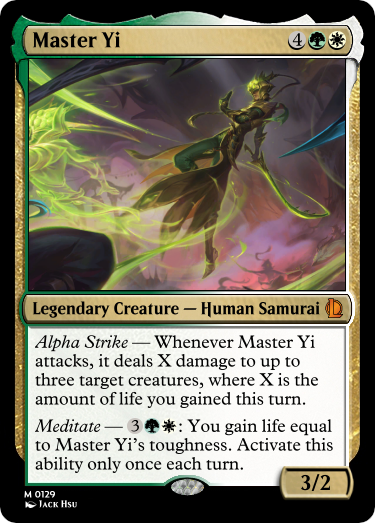 Master Yi 4
Legendary Creature — Human Samurai
Alpha Strike — Whenever Master Yi
attacks, it deals X damage to up to
three target creatures, where X is the
amount of life you gained this turn.
Meditate — 3: You gain life equal
to Master Yi's toughness. Activate this
ability only once each turn.
3/2
M 0129
Jack Hsu